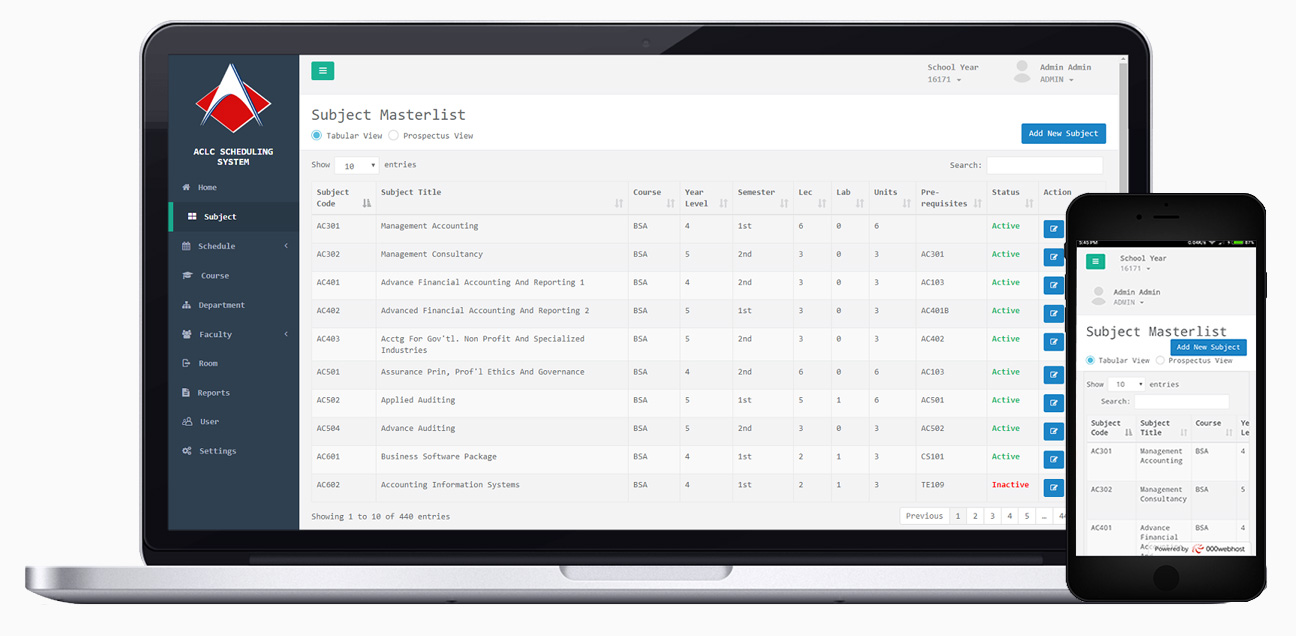 School Year
16171
Admin Admin
ADMIN
ACLC SCHEDULING
SYSTEM
Home
Subject
Schedule
Course
Department
Faculty
Room
Reports
User
Settings
Subject Masterlist
Tabular View Prospectus View
Add New Subject
Show 10 entries
Search:
Subject Code Subject Title Course Year Level Semester Lec Lab Units Pre-requisites Status Action
AC301 Management Accounting BSA 4 1st 6 0 6 Active
AC302 Management Consultancy BSA 5 2nd 3 0 3 AC301 Active
AC401 Advance Financial Accounting And Reporting 1 BSA 4 2nd 3 0 3 AC103 Active
AC402 Advanced Financial Accounting And Reporting 2 BSA 5 1st 3 0 3 AC401B Active
AC403 Acctg For Gov'tl. Non Profit And Specialized Industries BSA 5 2nd 3 0 3 AC402 Active
AC501 Assurance Prin, Prof'l Ethics And Governance BSA 4 2nd 6 0 6 AC103 Active
AC502 Applied Auditing BSA 5 1st 5 1 6 AC501 Active
AC504 Advance Auditing BSA 5 2nd 3 0 3 AC502 Active
AC601 Business Software Package BSA 4 1st 2 1 3 CS101 Active
AC602 Accounting Information Systems BSA 4 1st 2 1 3 TE109 Inactive
Showing 1 to 10 of 440 entries
Previous 1 2 3 4 5 …
5:45 PM 87%
School Year
16171
Admin Admin
ADMIN
Subject Masterlist
Add New Subject
Tabular View Prospectus View
Show 10 entries
Search:
Subject Code Subject Title Course Ye Le
AC301 Management Accounting BSA 4
AC302 Management Consultancy BSA 5
AC401 Advance Financial BSA 4
Powered by 000webhost